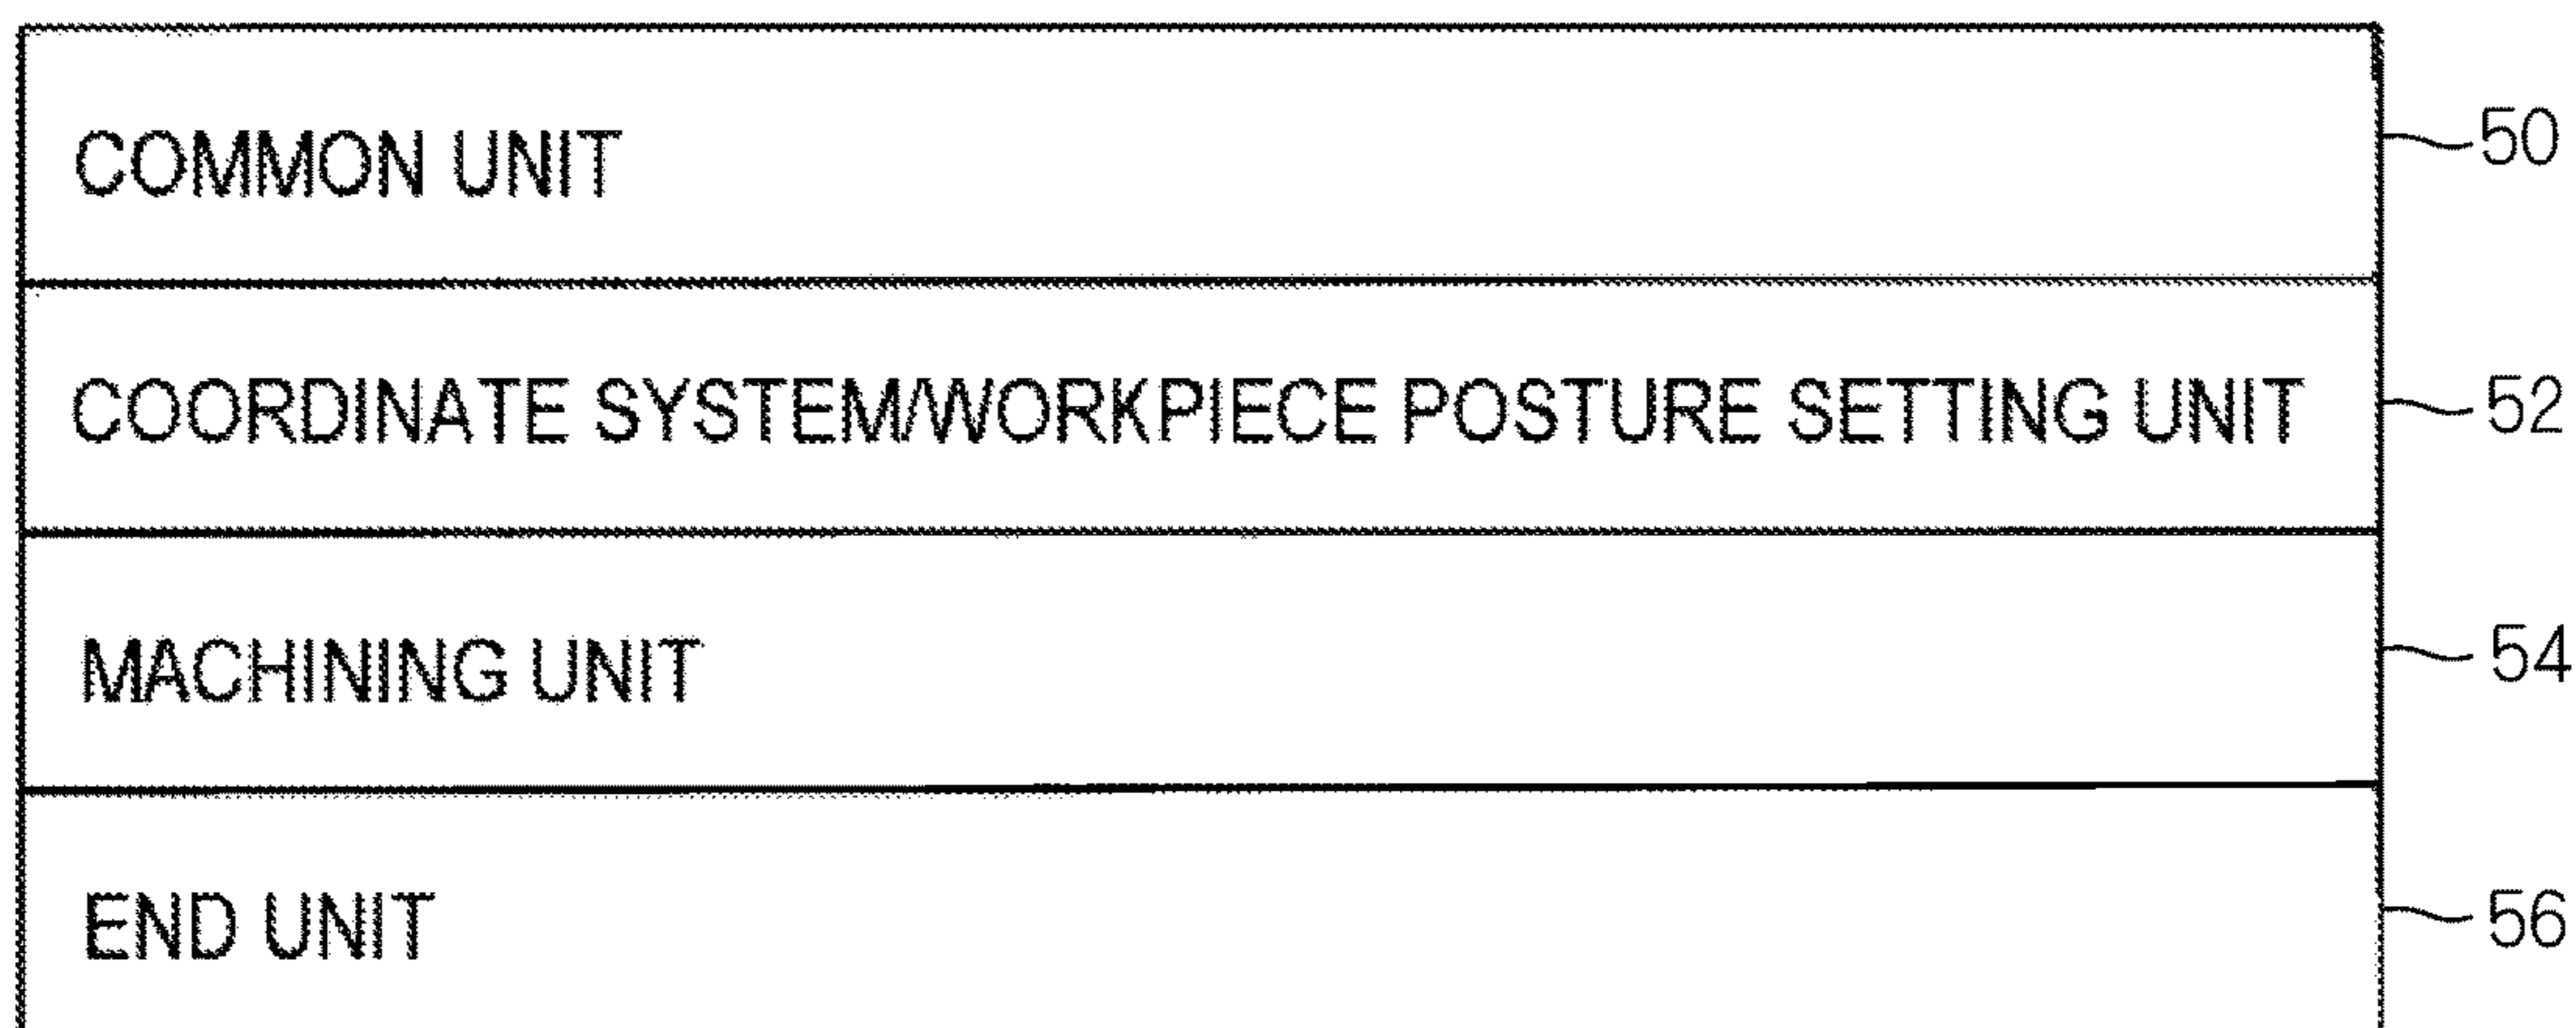 COMMON UNIT 50
COORDINATE SYSTEM/WORKPIECE POSTURE SETTING UNIT 52
MACHINING UNIT 54
END UNIT 56